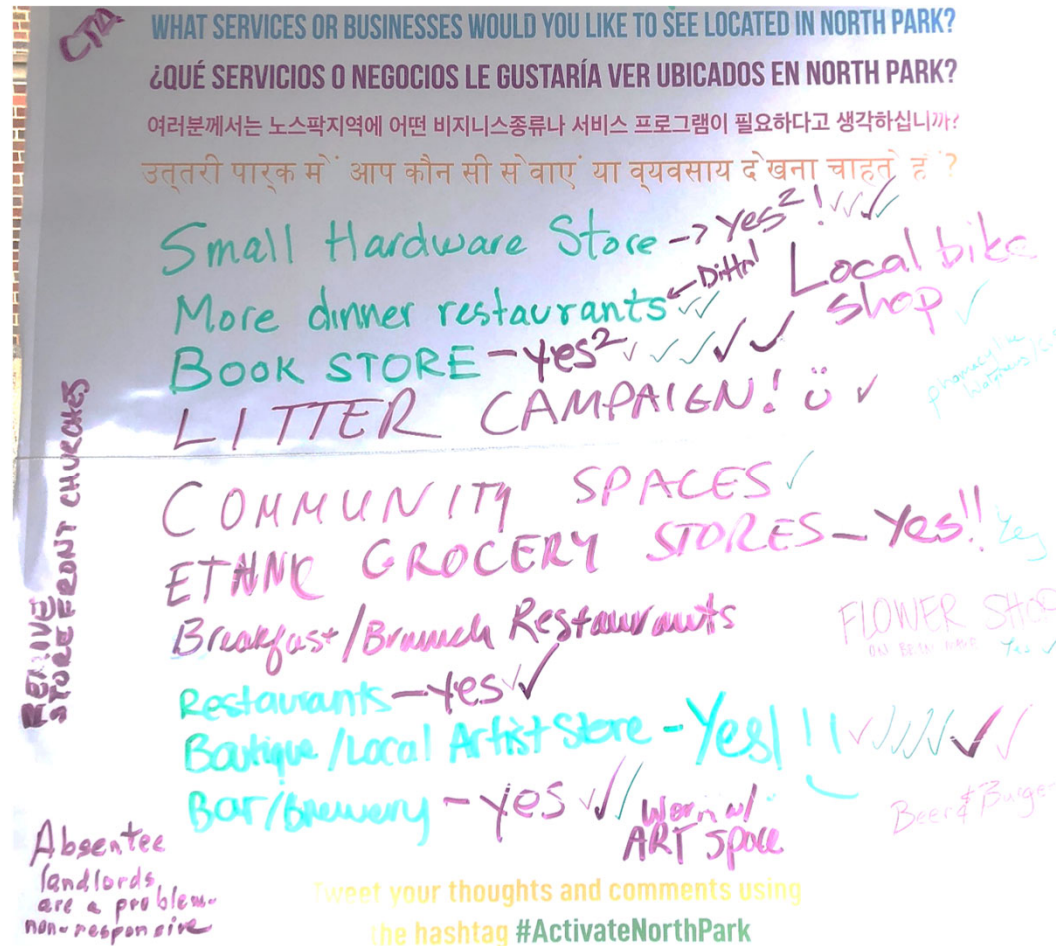 CTA
WHAT SERVICES OR BUSINESSES WOULD YOU LIKE TO SEE LOCATED IN NORTH PARK?
¿QUÉ SERVICIOS O NEGOCIOS LE GUSTARÍA VER UBICADOS EN NORTH PARK?
여러분께서는 노스팍지역에 어떤 비지니스종류나 서비스 프로그램이 필요하다고 생각하십니까?
उत्तरी पार्क में आप कौन सी सेवाएं या व्यवसाय देखना चाहते हैं ?
Small Hardware Store -> yes²! ✓✓✓
More dinner restaurants ← Ditto! ✓✓
Local bike
shop ✓
BOOK STORE - yes² ✓✓✓✓✓
LITTER CAMPAIGN! ✓
pharmacy like
COMMUNITY SPACES ✓
ETHNIC GROCERY STORES - Yes!! Yes
Breakfast/Brunch Restaurants
FLOWER SHOP
Yes ✓
Restaurants - yes ✓✓
Boutique/Local Artist Store - Yes!!! ✓✓✓✓✓✓✓
Bar/Brewery - yes ✓✓✓
w/
ART Space
Beer & Burge
STOREFRONT CHURCHES
Absentee
landlords
are a problem-
non-responsive
Tweet your thoughts and comments using
the hashtag #ActivateNorthPark